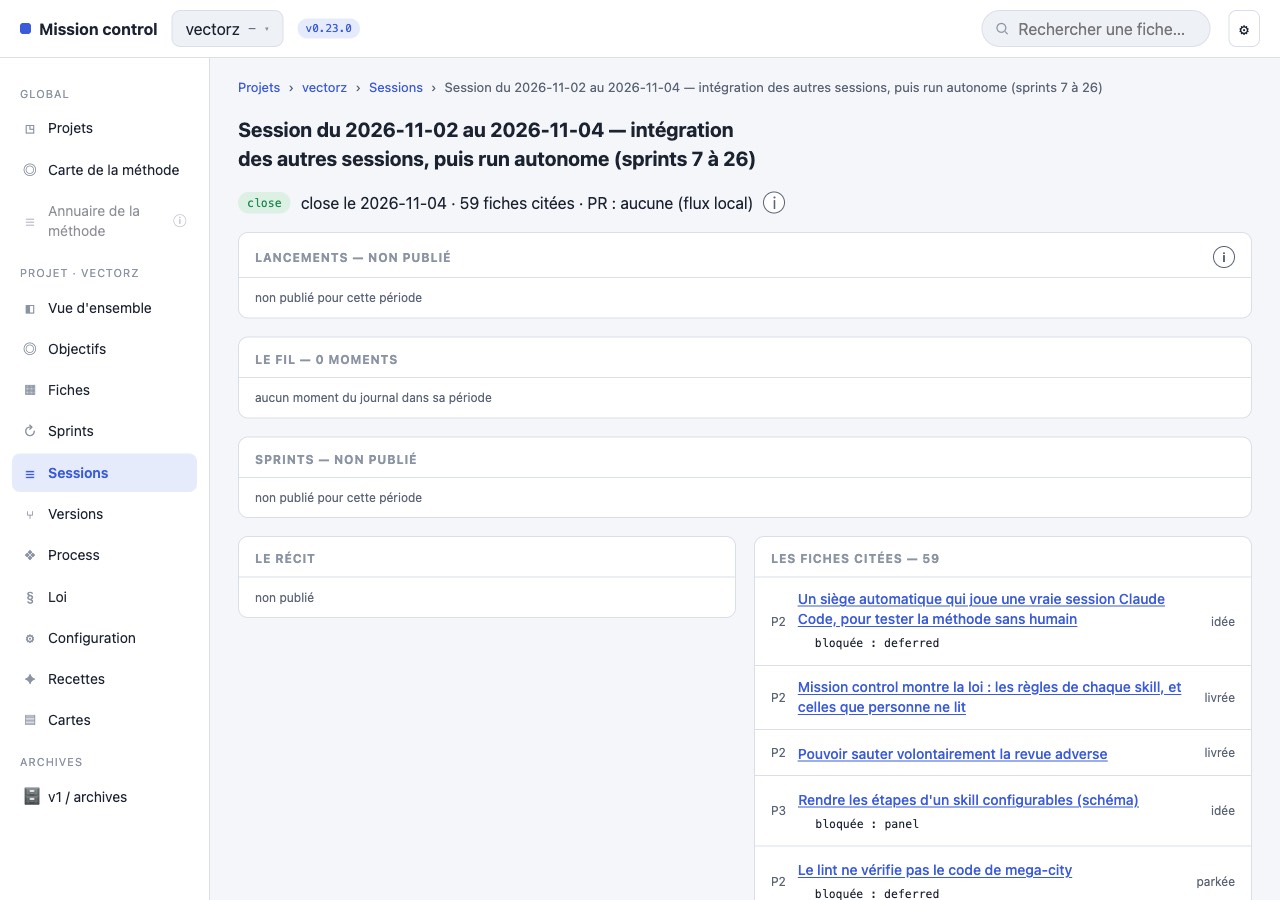 Mission control
vectorz –
v0.23.0
Rechercher une fiche...
GLOBAL
Projets
Carte de la méthode
Annuaire de la
méthode
PROJET · VECTORZ
Vue d'ensemble
Objectifs
Fiches
Sprints
Sessions
Versions
Process
§ Loi
Configuration
Recettes
Cartes
ARCHIVES
v1 / archives
Projets › vectorz › Sessions › Session du 2026-11-02 au 2026-11-04 — intégration des autres sessions, puis run autonome (sprints 7 à 26)
Session du 2026-11-02 au 2026-11-04 — intégration
des autres sessions, puis run autonome (sprints 7 à 26)
close close le 2026-11-04 · 59 fiches citées · PR : aucune (flux local)
LANCEMENTS — NON PUBLIÉ
non publié pour cette période
LE FIL — 0 MOMENTS
aucun moment du journal dans sa période
SPRINTS — NON PUBLIÉ
non publié pour cette période
LE RÉCIT
non publié
LES FICHES CITÉES — 59
P2 Un siège automatique qui joue une vraie session Claude
Code, pour tester la méthode sans humain
idée
bloquée : deferred
P2 Mission control montre la loi : les règles de chaque skill, et
celles que personne ne lit
livrée
P2 Pouvoir sauter volontairement la revue adverse livrée
P3 Rendre les étapes d'un skill configurables (schéma)
idée
bloquée : panel
P2 Le lint ne vérifie pas le code de mega-city
parkée
bloquée : deferred